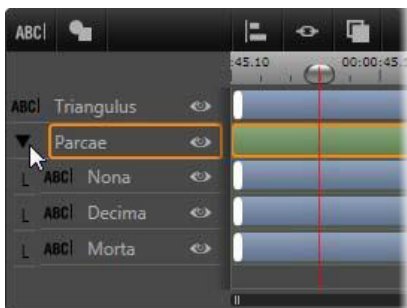 ABC
:45.10 00:00:45.
ABC Triangulus
Parcae
ABC Nona
ABC Decima
ABC Morta